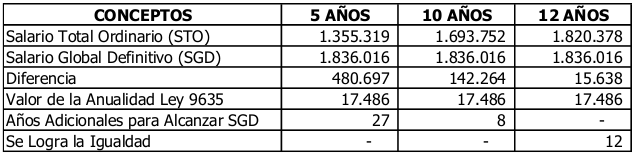 CONCEPTOS 5 AÑOS 10 AÑOS 12 AÑOS
Salario Total Ordinario (STO) 1.355.319 1.693.752 1.820.378
Salario Global Definitivo (SGD) 1.836.016 1.836.016 1.836.016
Diferencia 480.697 142.264 15.638
Valor de la Anualidad Ley 9635 17.486 17.486 17.486
Años Adicionales para Alcanzar SGD 27 8 -
Se Logra la Igualdad - - 12